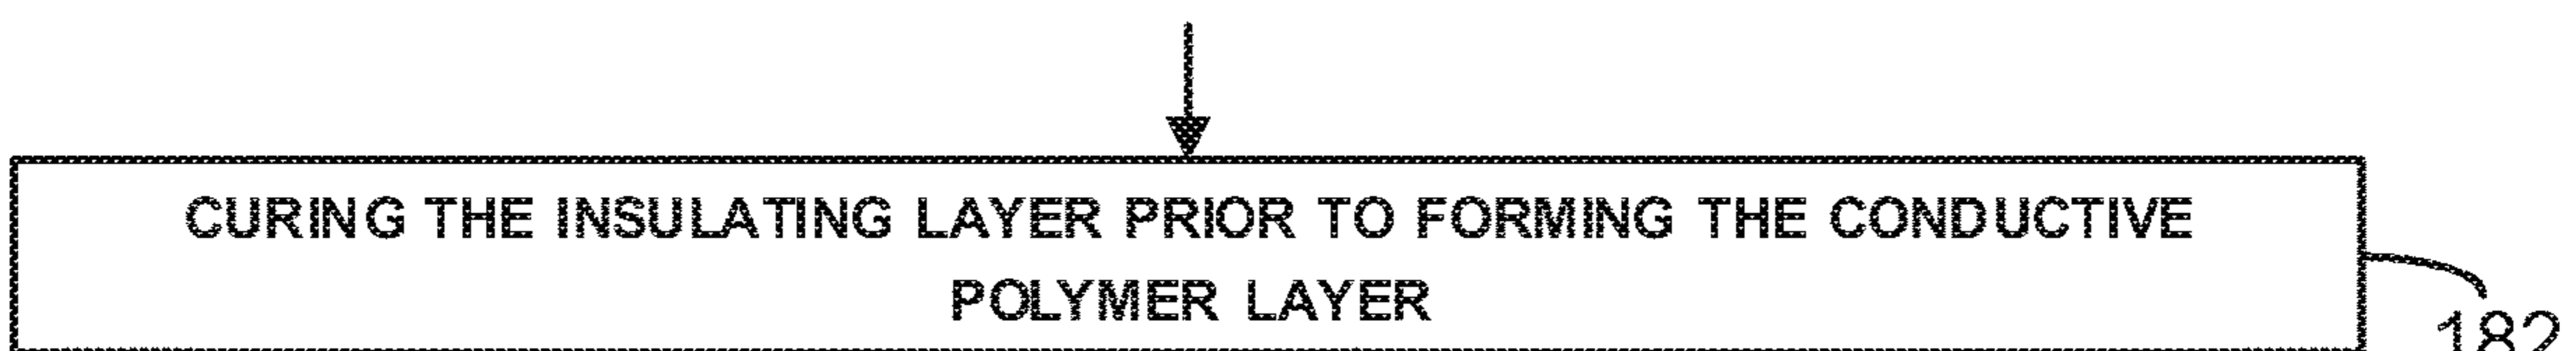 CURING THE INSULATING LAYER PRIOR TO FORMING THE CONDUCTIVE
POLYMER LAYER
182